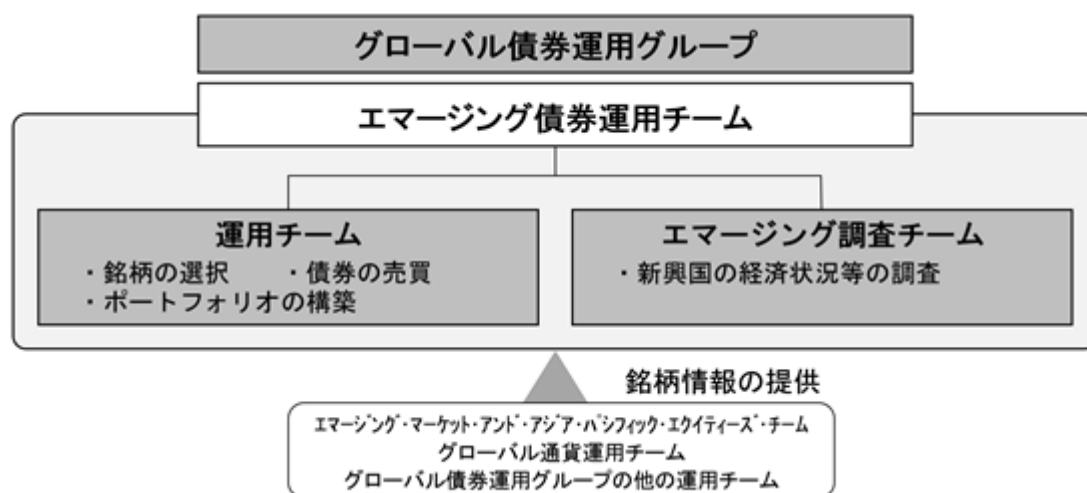 グローバル債券運用グループ
エマージング債券運用チーム
運用チーム
・銘柄の選択 ・債券の売買
・ポートフォリオの構築
エマージング調査チーム
・新興国の経済状況等の調査
銘柄情報の提供
ｴﾏｰｼﾞﾝｸﾞ・ﾏｰｹｯﾄ・ｱﾝﾄﾞ・ｱｼﾞｱ・ﾊﾟｼﾌｨｯｸ・ｴｸｲﾃｨｰｽﾞ・ﾁｰﾑ
グローバル通貨運用チーム
グローバル債券運用グループの他の運用チーム